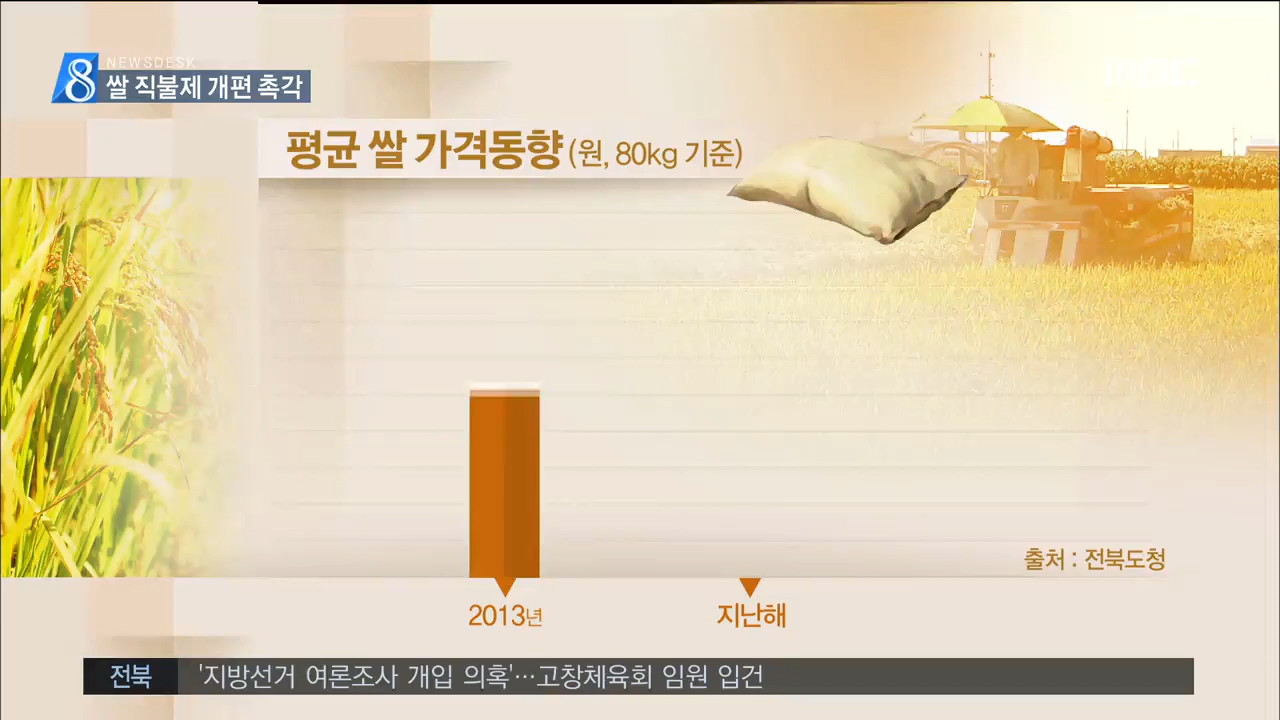 NEWSDESK
8 쌀 직불제 개편 촉각
MBC
평균 쌀 가격동향 (원, 80kg 기준)
출처 : 전북도청
2013년
지난해
전북 '지방선거 여론조사 개입 의혹'…고창체육회 임원 입건